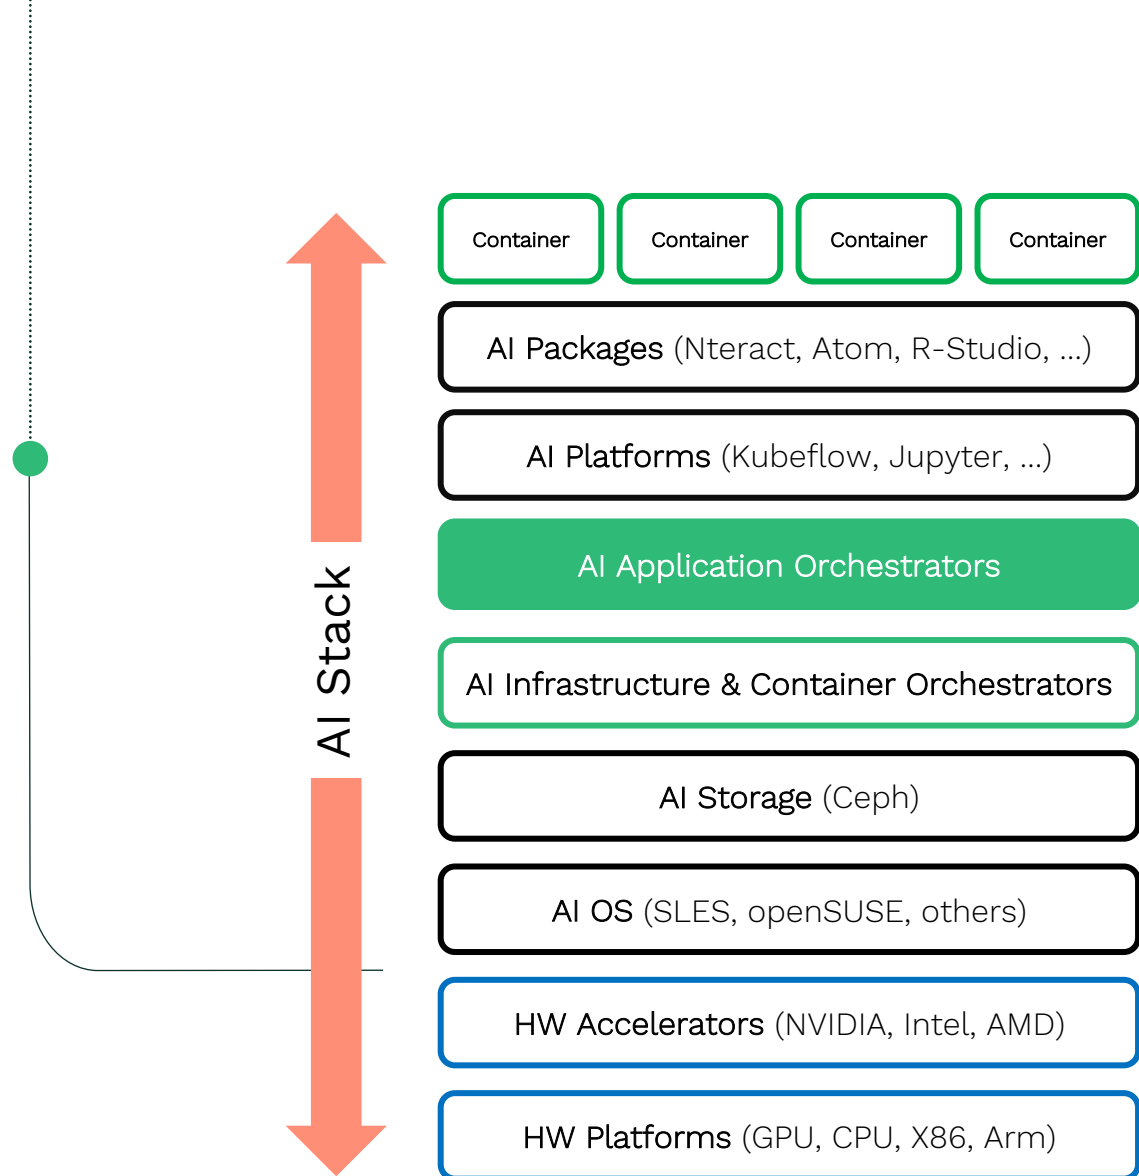 Container
Container
Container
Container
AI Packages (Nteract, Atom, R-Studio, ...)
AI Platforms (Kubeflow, Jupyter, ...)
AI Application Orchestrators
AI Stack
AI Infrastructure & Container Orchestrators
AI Storage (Ceph)
AI OS (SLES, openSUSE, others)
HW Accelerators (NVIDIA, Intel, AMD)
HW Platforms (GPU, CPU, X86, Arm)